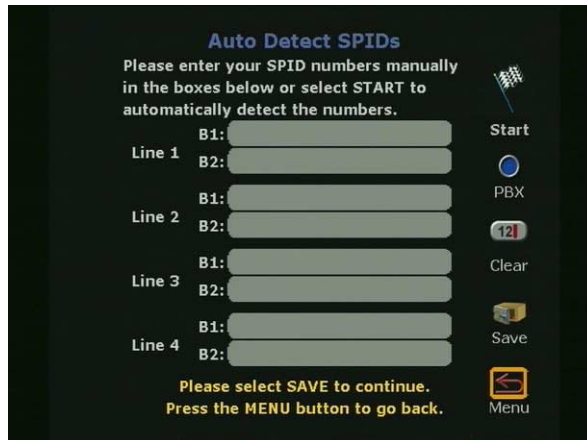 Auto Detect SPIDs
Please enter your SPID numbers manually
in the boxes below or select START to
automatically detect the numbers.
Line 1
B1:
B2:
Line 2
B1:
B2:
Line 3
B1:
B2:
Line 4
B1:
B2:
Please select SAVE to continue.
Press the MENU button to go back.
Start
PBX
12
Clear
Save
Menu